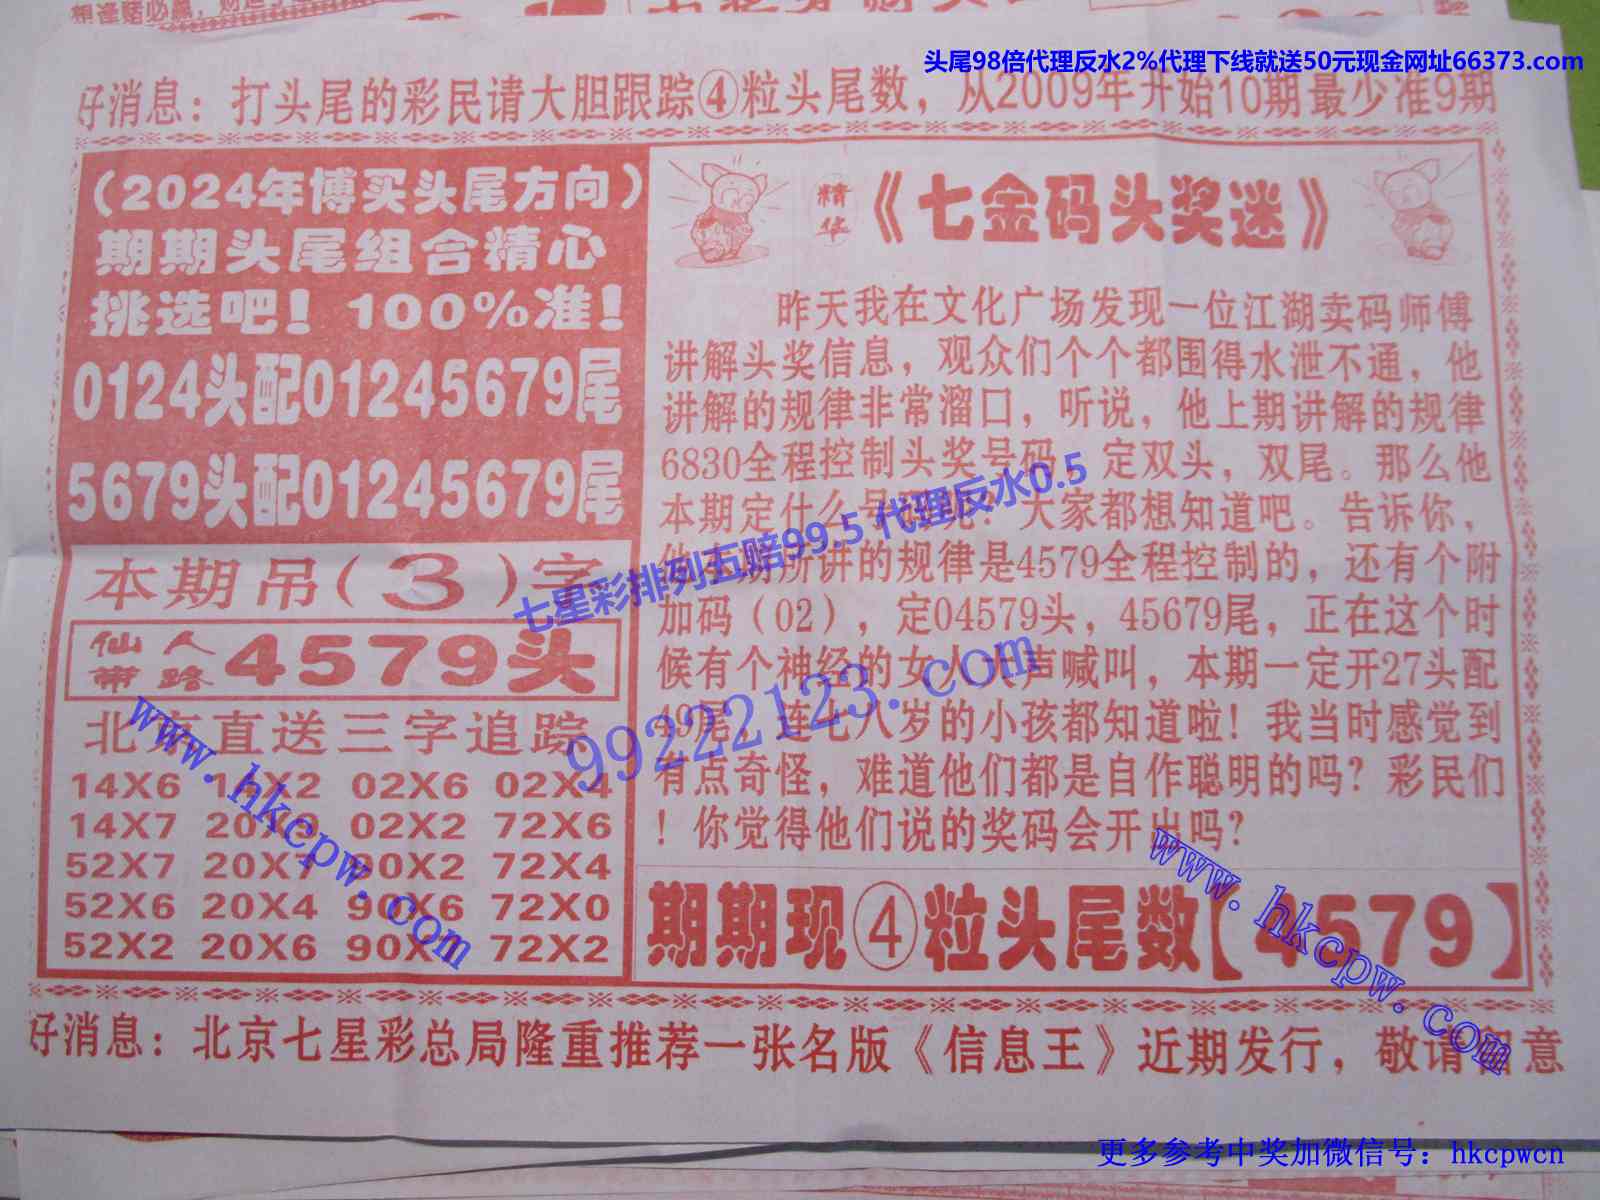 头尾98倍代理反水2%代理下线就送50元现金网址66373.com
好消息：打头尾的彩民请大胆跟踪④粒头尾数，从2009年开始10期最少准9期
（2024年博买头尾方向）
期期头尾组合精心
挑选吧！100%准！
0124头配01245679尾
5679头配01245679尾
本期吊（3）字
仙人带路 4579头
北京直送三字追踪
14X6 14X2 02X6 02X4
14X7 20X9 02X2 72X6
52X7 20X7 90X2 72X4
52X6 20X4 90X6 72X0
52X2 20X6 90X 72X2
精华 《七金码头奖迷》
昨天我在文化广场发现一位江湖卖码师傅
讲解头奖信息，观众们个个都围得水泄不通，他
讲解的规律非常溜口，听说，他上期讲解的规律
6830全程控制头奖号码，定双头，双尾。那么他
本期定什么号码呢？大家都想知道吧。告诉你，
他本期所讲的规律是4579全程控制的，还有个附
加码（02），定04579头，45679尾，正在这个时
候有个神经的女人大声喊叫，本期一定开27头配
49尾，连七八岁的小孩都知道啦！我当时感觉到
有点奇怪，难道他们都是自作聪明的吗？彩民们
！你觉得他们说的奖码会开出吗？
期期现④粒头尾数【4579】
好消息：北京七星彩总局隆重推荐一张名版《信息王》近期发行，敬请留意
七星彩排列五赔99.5 代理反水0.5
99222123.com
www.hkcpw.com
www.hkcpw.com
更多参考中奖加微信号：hkcpwcn